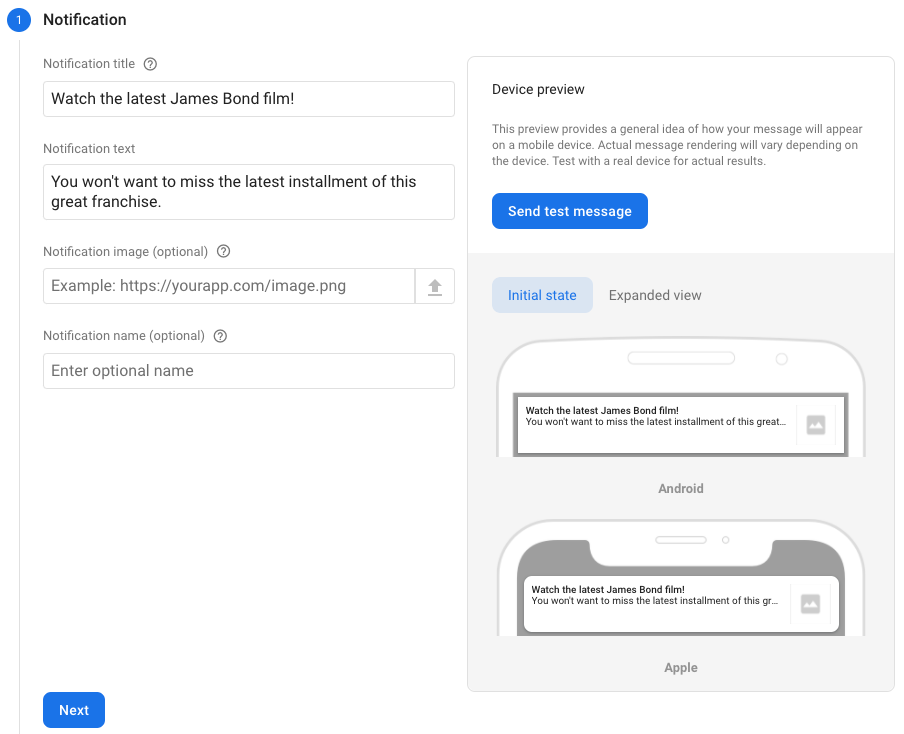 1 Notification
Notification title
Watch the latest James Bond film!
Notification text
You won't want to miss the latest installment of this
great franchise.
Notification image (optional)
Example: https://yourapp.com/image.png
Notification name (optional)
Enter optional name
Next
Device preview
This preview provides a general idea of how your message will appear
on a mobile device. Actual message rendering will vary depending on
the device. Test with a real device for actual results.
Send test message
Initial state Expanded view
Watch the latest James Bond film!
You won't want to miss the latest installment of this great...
Android
Watch the latest James Bond film!
You won't want to miss the latest installment of this gr...
Apple